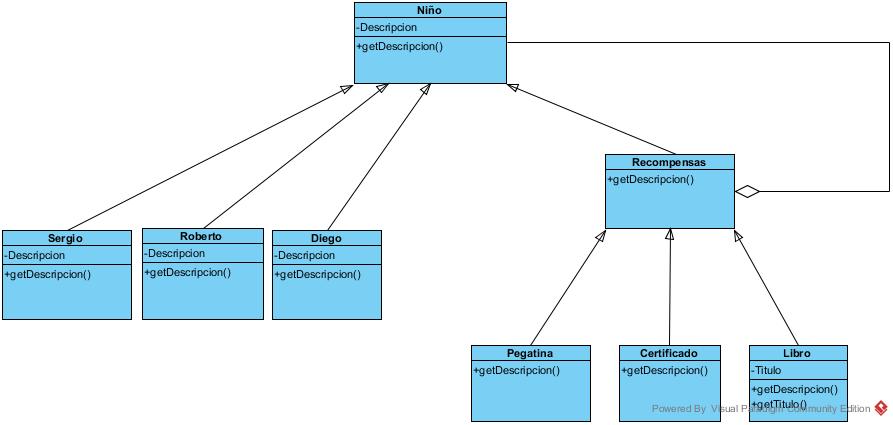 Niño
-Descripcion
+getDescripcion()
Recompensas
+getDescripcion()
Sergio
-Descripcion
+getDescripcion()
Roberto
-Descripcion
+getDescripcion()
Diego
-Descripcion
+getDescripcion()
Pegatina
+getDescripcion()
Certificado
+getDescripcion()
Libro
-Titulo
+getDescripcion()
+getTitulo()
Powered By Visual Paradigm Community Edition